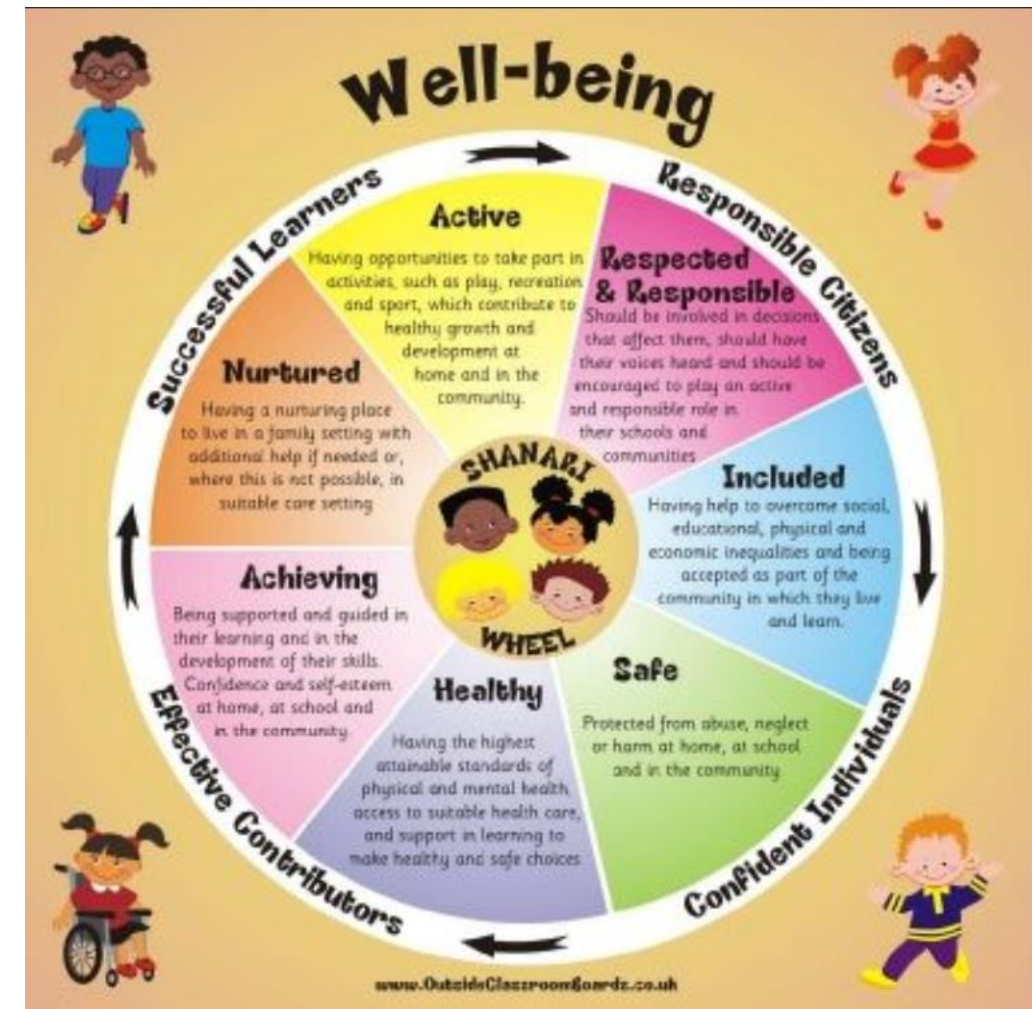 Well-being
Successful Learners
Responsible Citizens
Active
Having opportunities to take part in
activities, such as play, recreation
and sport, which contribute to
healthy growth and
development at
home and in the
community.
Respected
& Responsible
Should be involved in decisions
that affect them, should have
their voices heard and should be
encouraged to play an active
and responsible role in
their schools and
communities
Nurtured
Having a nurturing place
to live in a family setting with
additional help if needed or,
where this is not possible, in
suitable care setting
SHANARI
WHEEL
Included
Having help to overcome social,
educational, physical and
economic inequalities and being
accepted as part of the
community in which they live
and learn.
Achieving
Being supported and guided in
their learning and in the
development of their skills.
Confidence and self-esteem
at home, at school and
in the community.
Healthy
Having the highest
attainable standards of
physical and mental health
access to suitable health care,
and support in learning to
make healthy and safe choices
Safe
Protected from abuse, neglect
or harm at home, at school
and in the community
Effective Contributors
Confident Individuals
www.OutsideClassroomBoards.co.uk